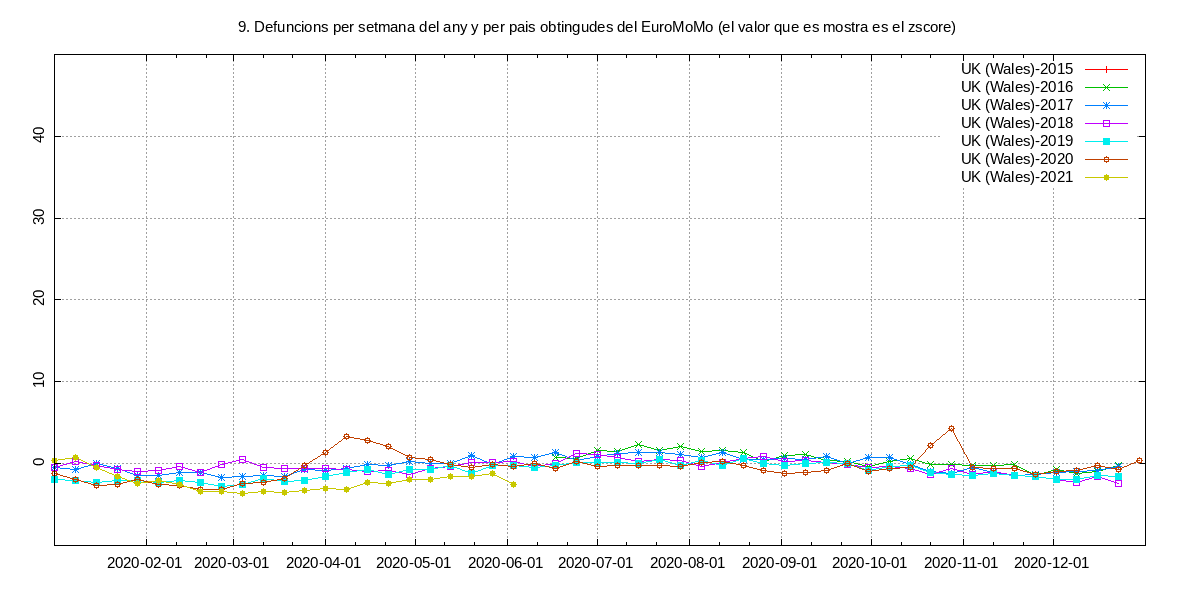 9. Defuncions per setmana del any y per pais obtingudes del EuroMoMo (el valor que es mostra es el zscore)
UK (Wales)-2015
UK (Wales)-2016
UK (Wales)-2017
UK (Wales)-2018
UK (Wales)-2019
UK (Wales)-2020
UK (Wales)-2021
40
30
20
10
0
2020-02-01 2020-03-01 2020-04-01 2020-05-01 2020-06-01 2020-07-01 2020-08-01 2020-09-01 2020-10-01 2020-11-01 2020-12-01